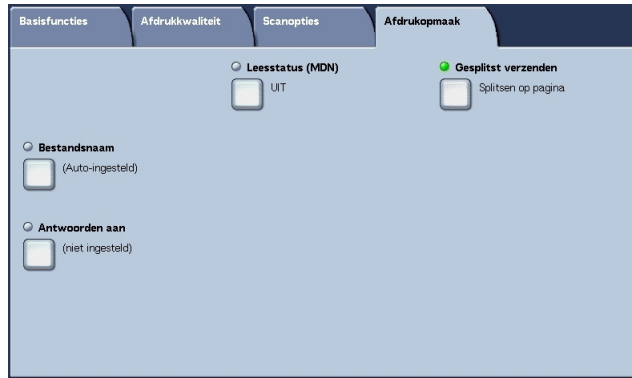 Basisfuncties
Afdrukkwaliteit
Scanopties
Afdrukopmaak
Leesstatus (MDN)
UIT
Gesplitst verzenden
Splitsen op pagina
Bestandsnaam
(Auto-ingesteld)
Antwoorden aan
(niet ingesteld)